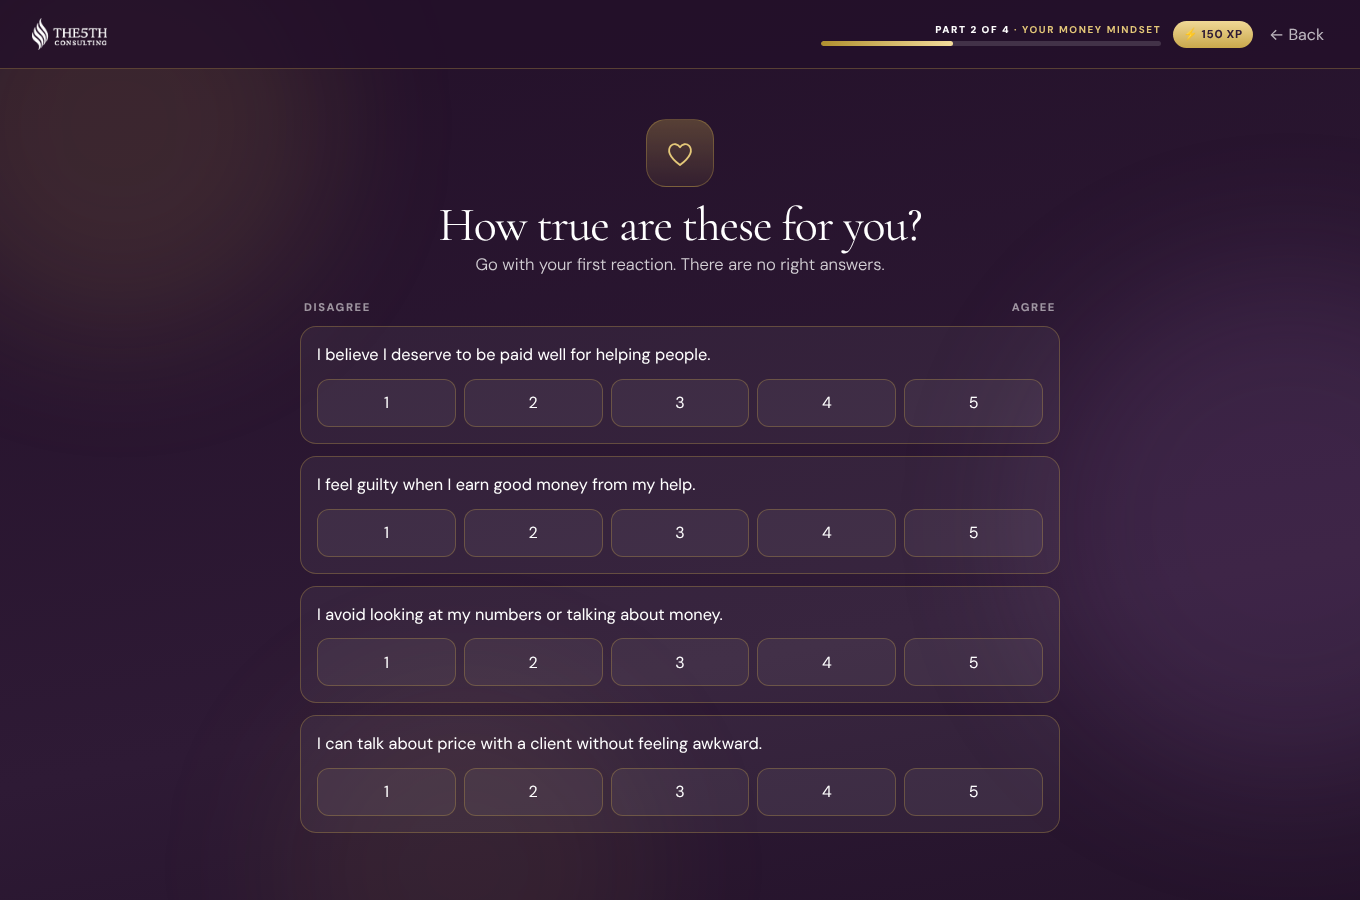 THE5TH
CONSULTING
PART 2 OF 4 · YOUR MONEY MINDSET
⚡ 150 XP
← Back
How true are these for you?
Go with your first reaction. There are no right answers.
DISAGREE
AGREE
I believe I deserve to be paid well for helping people.
1 2 3 4 5
I feel guilty when I earn good money from my help.
1 2 3 4 5
I avoid looking at my numbers or talking about money.
1 2 3 4 5
I can talk about price with a client without feeling awkward.
1 2 3 4 5